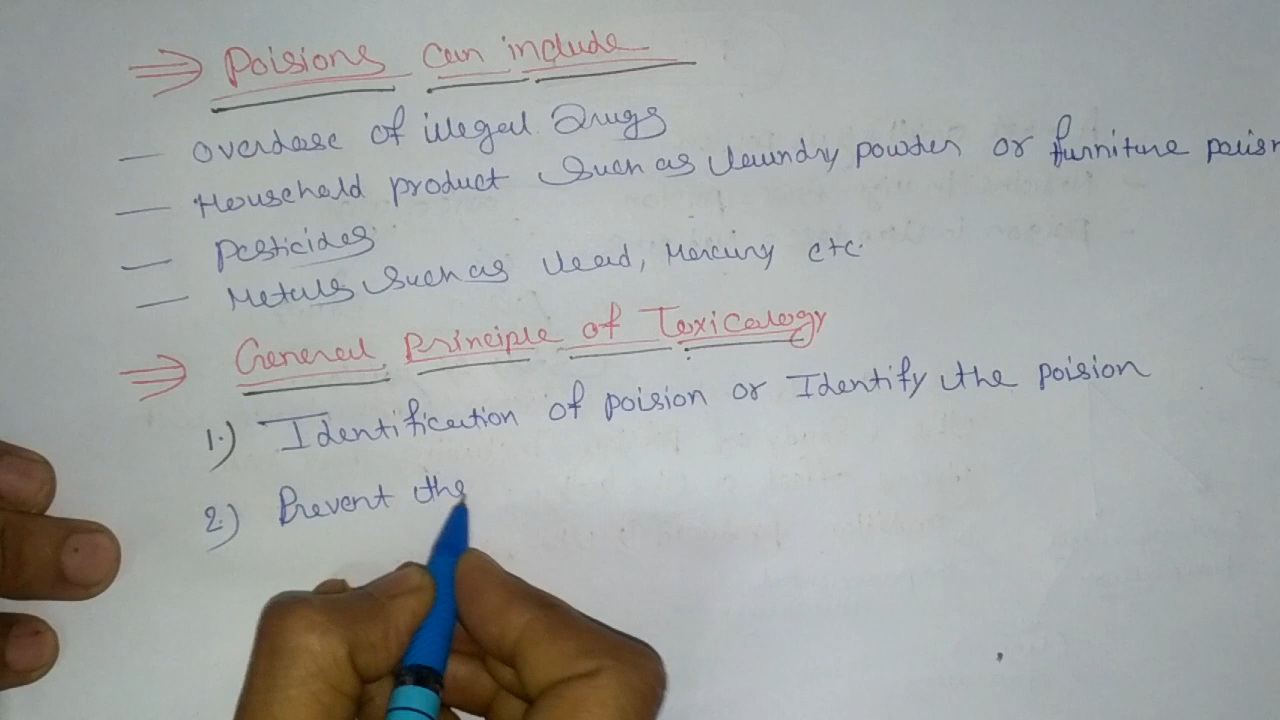 ⇒ Poisions can include
— overdose of illegal Drugs
— Household product Such as laundry powder or furniture polish
— Pesticides
— Metals Such as lead, Mercury etc.
⇒ General Principle of Toxicology
1.) Identification of poision or Identify the poision
2.) Prevent the